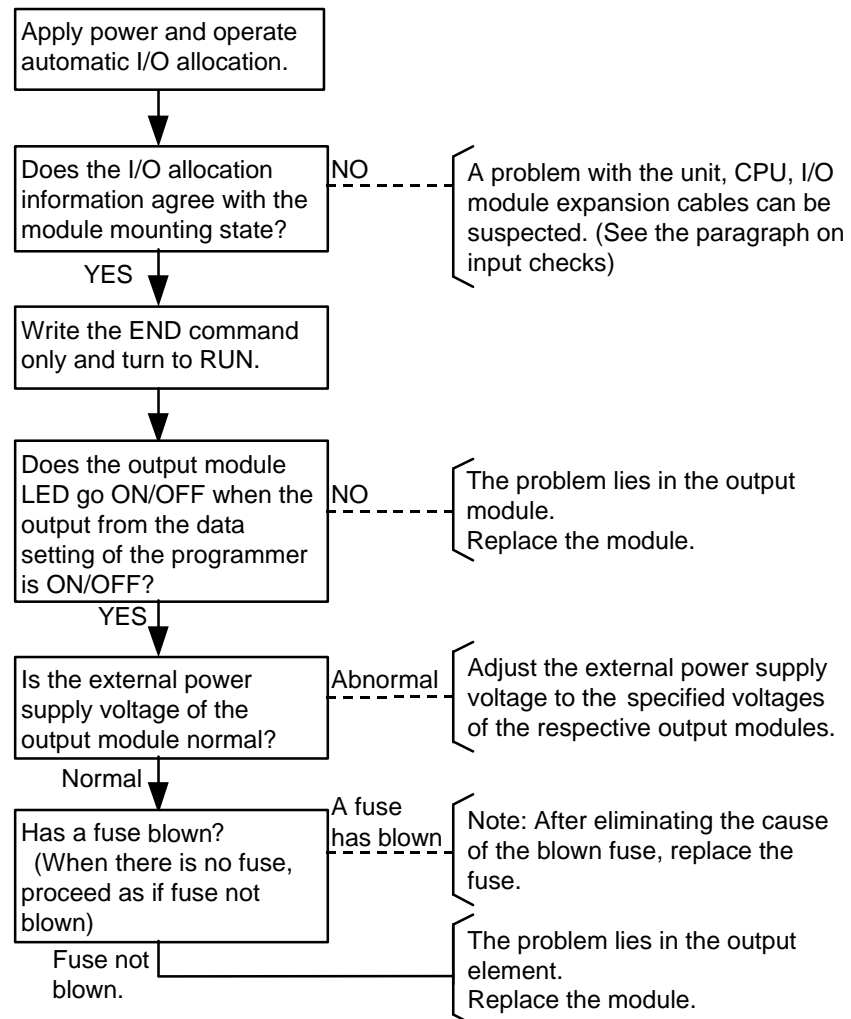 Apply power and operate
automatic I/O allocation.
Does the I/O allocation
information agree with the
module mounting state?
NO
A problem with the unit, CPU, I/O
module expansion cables can be
suspected. (See the paragraph on
input checks)
YES
Write the END command
only and turn to RUN.
Does the output module
LED go ON/OFF when the
output from the data
setting of the programmer
is ON/OFF?
NO
The problem lies in the output
module.
Replace the module.
YES
Is the external power
supply voltage of the
output module normal?
Abnormal
Adjust the external power supply
voltage to the specified voltages
of the respective output modules.
Normal
Has a fuse blown?
(When there is no fuse,
proceed as if fuse not
blown)
A fuse
has blown
Note: After eliminating the cause
of the blown fuse, replace the
fuse.
Fuse not
blown.
The problem lies in the output
element.
Replace the module.